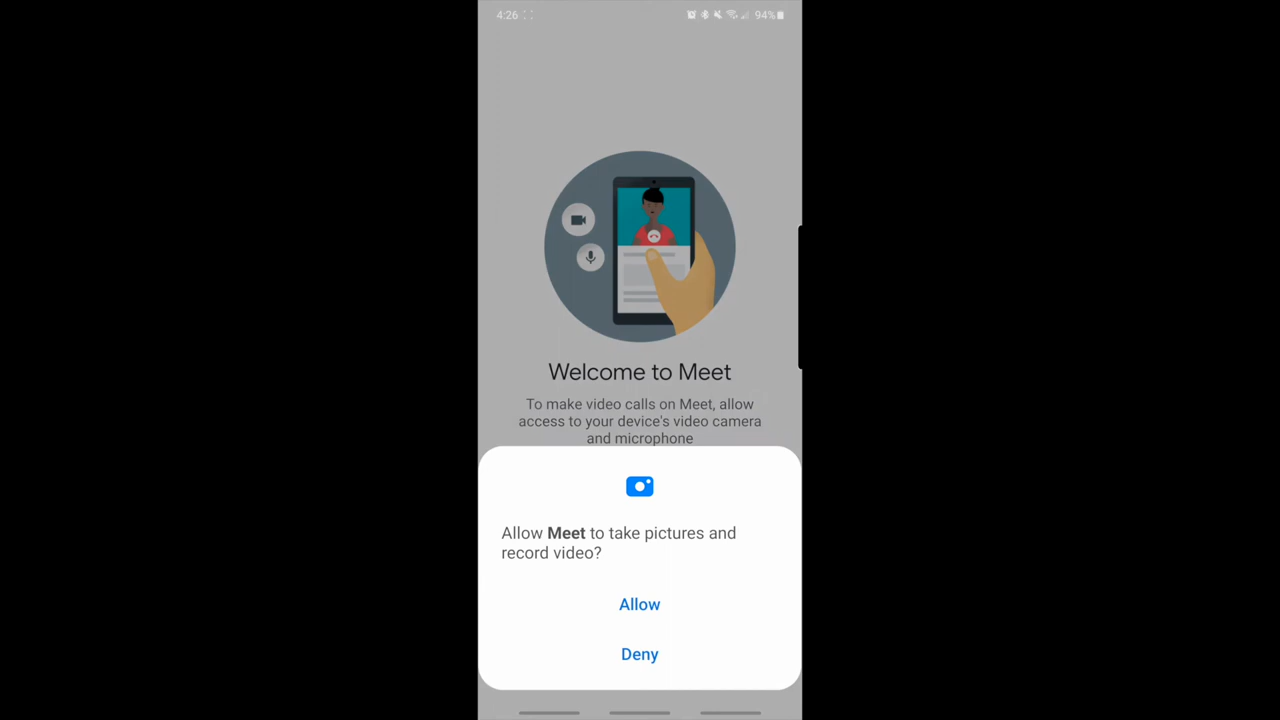 4:26
94%
Welcome to Meet
To make video calls on Meet, allow
access to your device's video camera
and microphone
Allow Meet to take pictures and
record video?
Allow
Deny